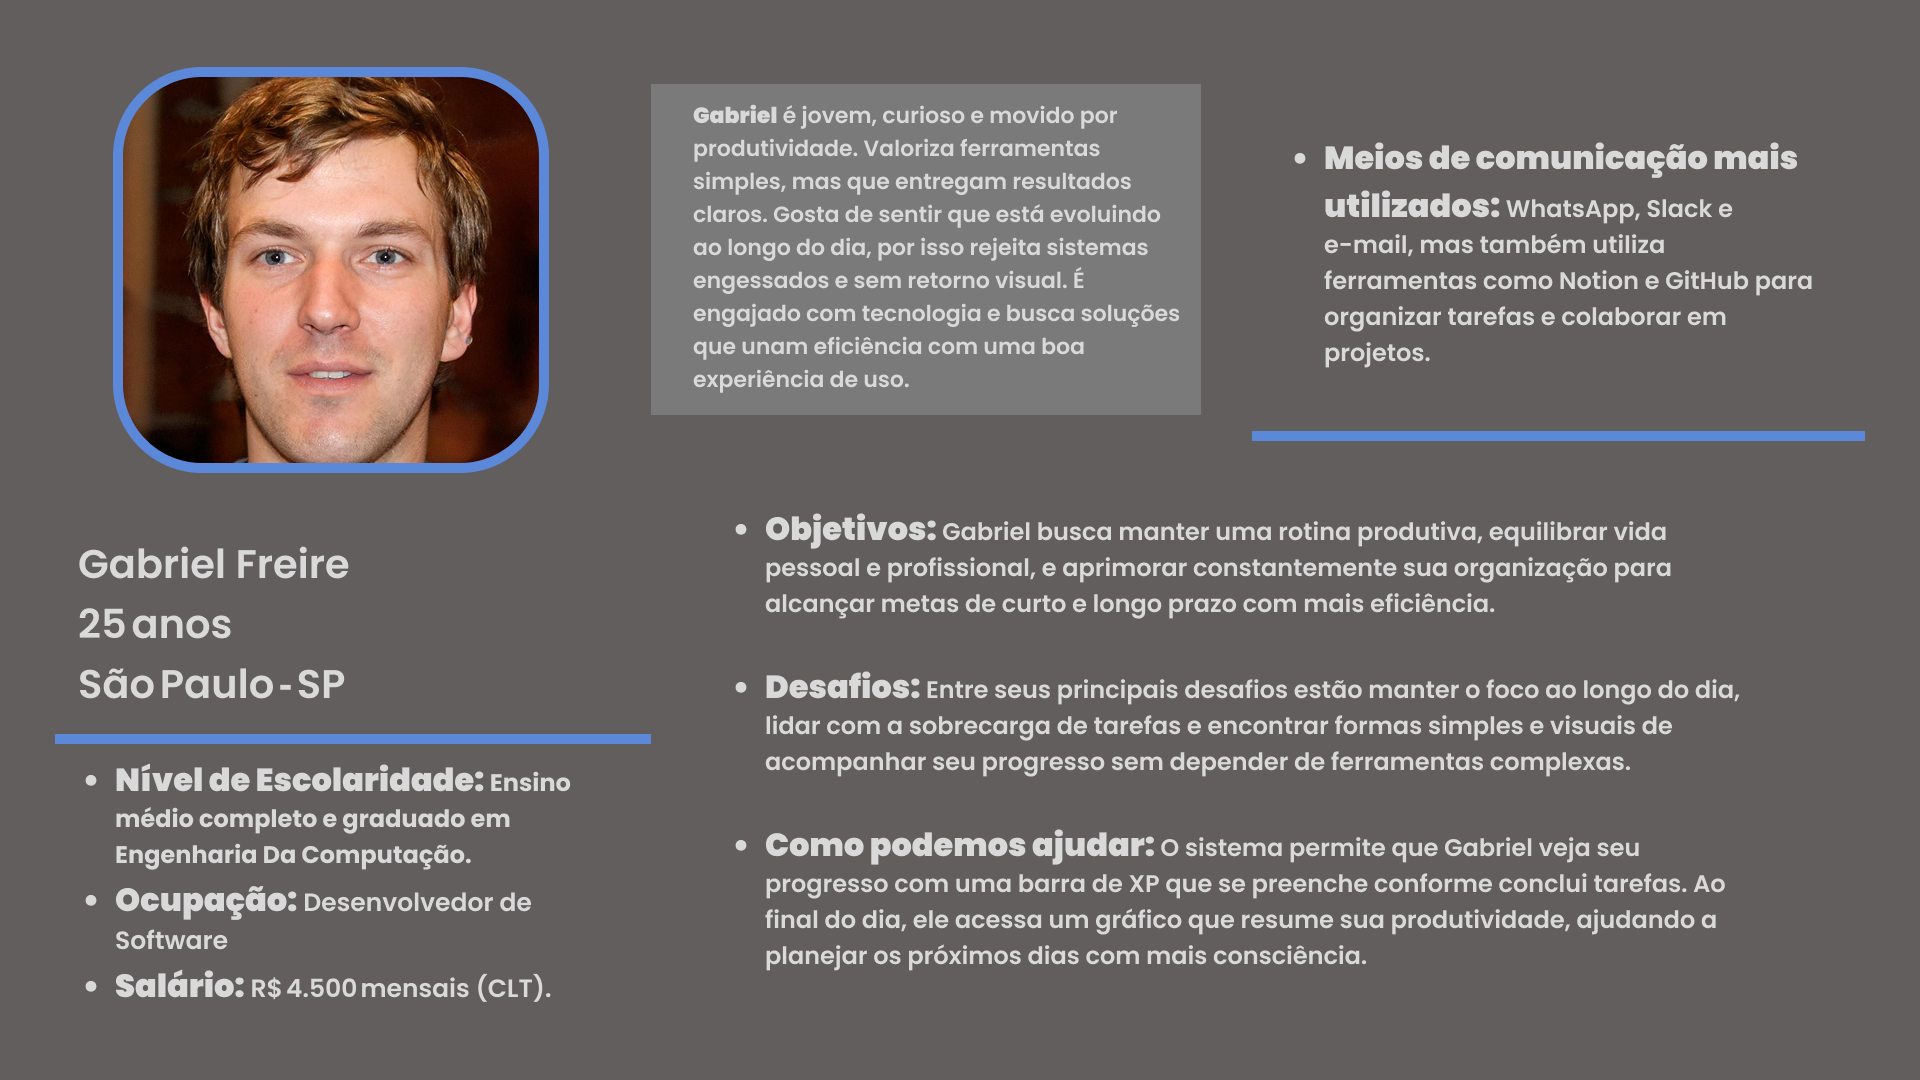 Gabriel é jovem, curioso e movido por
produtividade. Valoriza ferramentas
simples, mas que entregam resultados
claros. Gosta de sentir que está evoluindo
ao longo do dia, por isso rejeita sistemas
engessados e sem retorno visual. É
engajado com tecnologia e busca soluções
que unam eficiência com uma boa
experiência de uso.
• Meios de comunicação mais
utilizados: WhatsApp, Slack e
e-mail, mas também utiliza
ferramentas como Notion e GitHub para
organizar tarefas e colaborar em
projetos.
Gabriel Freire
25 anos
São Paulo - SP
• Nível de Escolaridade: Ensino
médio completo e graduado em
Engenharia Da Computação.
• Ocupação: Desenvolvedor de
Software
• Salário: R$ 4.500 mensais (CLT).
• Objetivos: Gabriel busca manter uma rotina produtiva, equilibrar vida
pessoal e profissional, e aprimorar constantemente sua organização para
alcançar metas de curto e longo prazo com mais eficiência.
• Desafios: Entre seus principais desafios estão manter o foco ao longo do dia,
lidar com a sobrecarga de tarefas e encontrar formas simples e visuais de
acompanhar seu progresso sem depender de ferramentas complexas.
• Como podemos ajudar: O sistema permite que Gabriel veja seu
progresso com uma barra de XP que se preenche conforme conclui tarefas. Ao
final do dia, ele acessa um gráfico que resume sua produtividade, ajudando a
planejar os próximos dias com mais consciência.